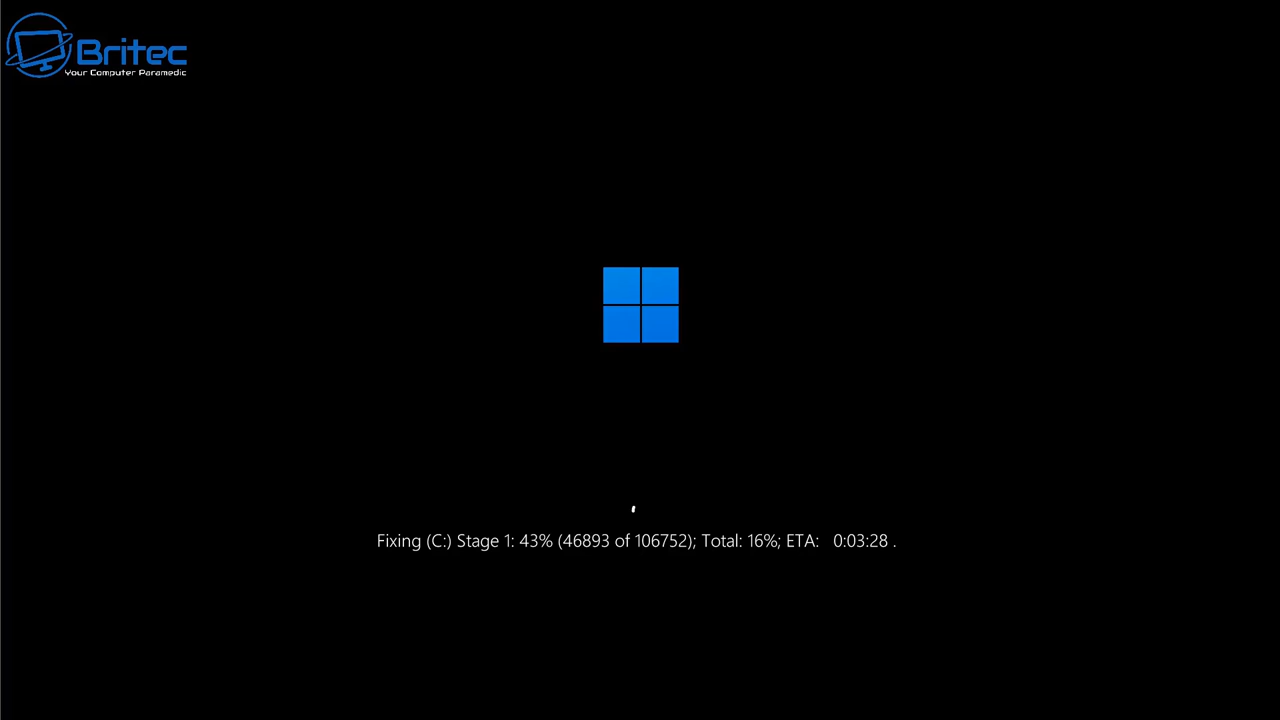 Britec
Your Computer Paramedic
Fixing (C:) Stage 1: 43% (46893 of 106752); Total: 16%; ETA:   0:03:28 .